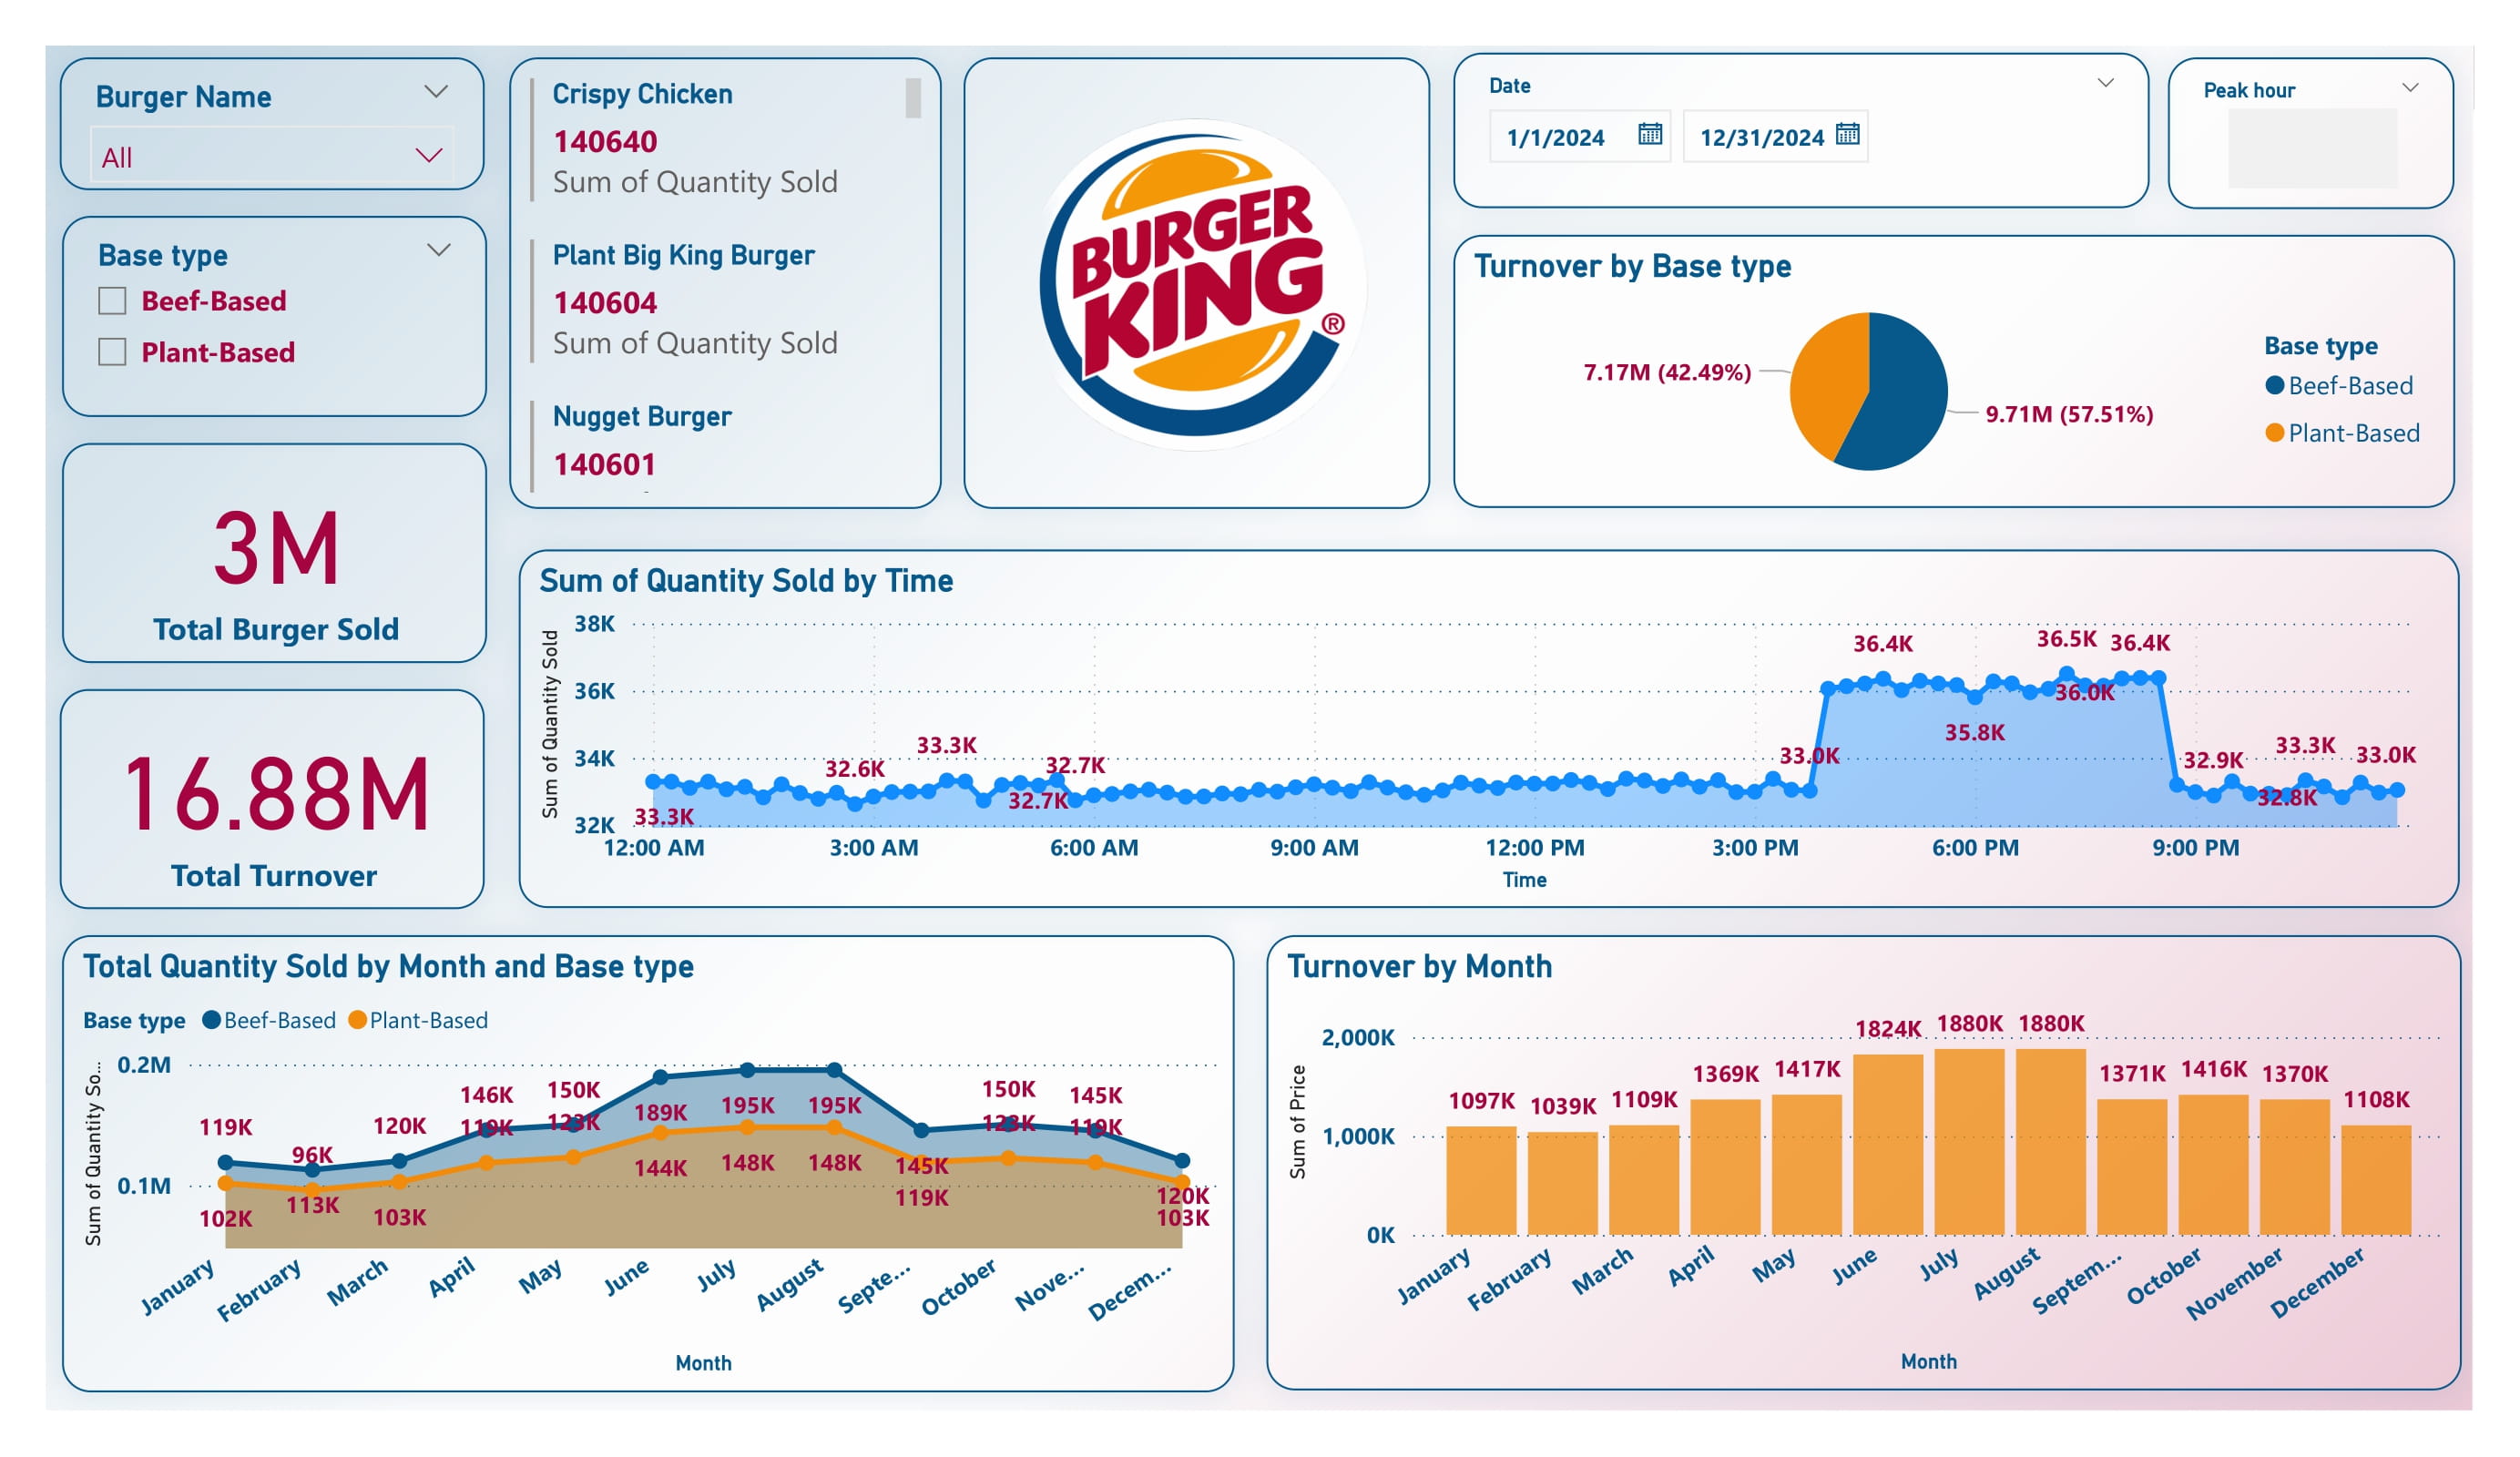 Burger Name
All
Base type
Beef-Based
Plant-Based
3M
Total Burger Sold
16.88M
Total Turnover
Crispy Chicken
140640
Sum of Quantity Sold
Plant Big King Burger
140604
Sum of Quantity Sold
Nugget Burger
140601
BURGER
KING
®
Date
1/1/2024
12/31/2024
Peak hour
Turnover by Base type
7.17M (42.49%)
9.71M (57.51%)
Base type
Beef-Based
Plant-Based
Sum of Quantity Sold by Time
Sum of Quantity Sold
38K
36K
34K
32K
33.3K
32.6K
33.3K
32.7K
32.7K
33.0K
36.4K
35.8K
36.5K
36.0K
36.4K
32.9K
32.8K
33.3K
33.0K
12:00 AM 3:00 AM 6:00 AM 9:00 AM 12:00 PM 3:00 PM 6:00 PM 9:00 PM
Time
Total Quantity Sold by Month and Base type
Base type Beef-Based Plant-Based
Sum of Quantity So...
0.2M
0.1M
119K 96K 120K 146K 150K 189K 195K 195K 145K 150K 145K 120K
102K 113K 103K 119K 123K 144K 148K 148K 119K 123K 119K 103K
January February March April May June July August Septe... October Nove... Decem...
Month
Turnover by Month
Sum of Price
2,000K
1,000K
0K
1097K 1039K 1109K 1369K 1417K 1824K 1880K 1880K 1371K 1416K 1370K 1108K
January February March April May June July August Septem... October November December
Month